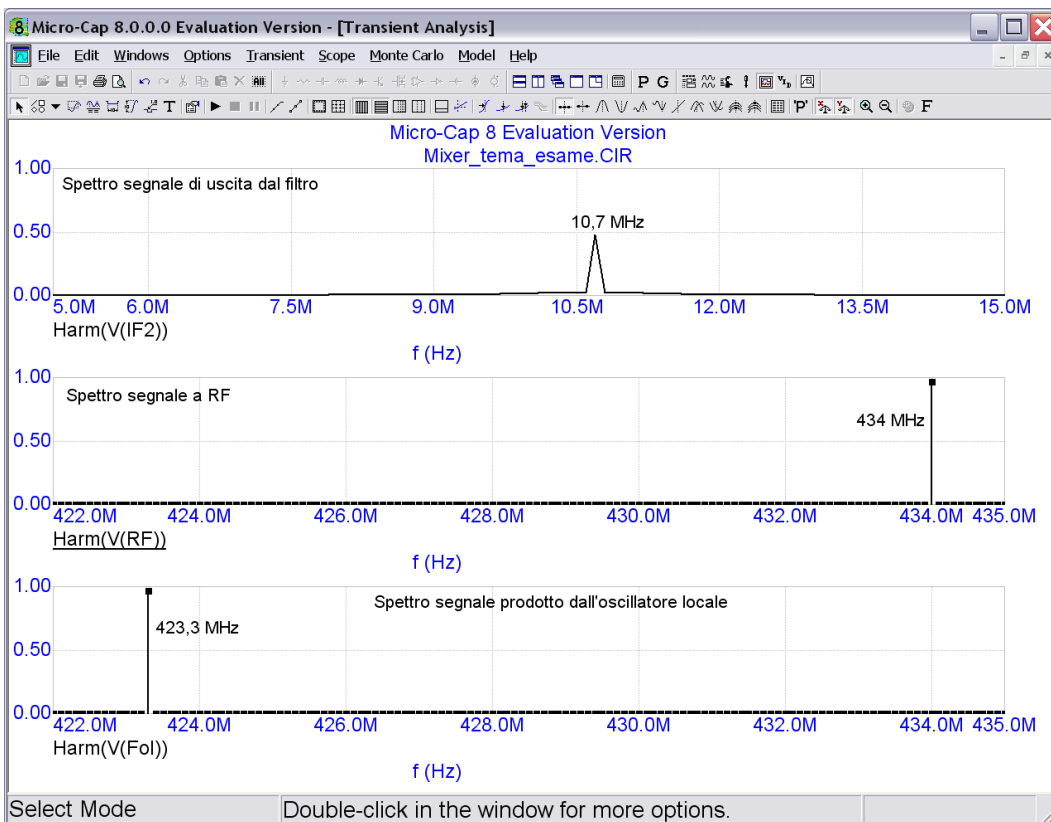 Micro-Cap 8.0.0.0 Evaluation Version - [Transient Analysis]
File Edit Windows Options Transient Scope Monte Carlo Model Help
T P G
'P' F
Micro-Cap 8 Evaluation Version
Mixer_tema_esame.CIR
1.00
Spettro segnale di uscita dal filtro
10,7 MHz
0.50
0.00
5.0M 6.0M 7.5M 9.0M 10.5M 12.0M 13.5M 15.0M
Harm(V(IF2))
f (Hz)
1.00
Spettro segnale a RF
434 MHz
0.50
0.00
422.0M 424.0M 426.0M 428.0M 430.0M 432.0M 434.0M 435.0M
Harm(V(RF))
f (Hz)
1.00
Spettro segnale prodotto dall'oscillatore locale
423,3 MHz
0.50
0.00
422.0M 424.0M 426.0M 428.0M 430.0M 432.0M 434.0M 435.0M
Harm(V(Fol))
f (Hz)
Select Mode Double-click in the window for more options.